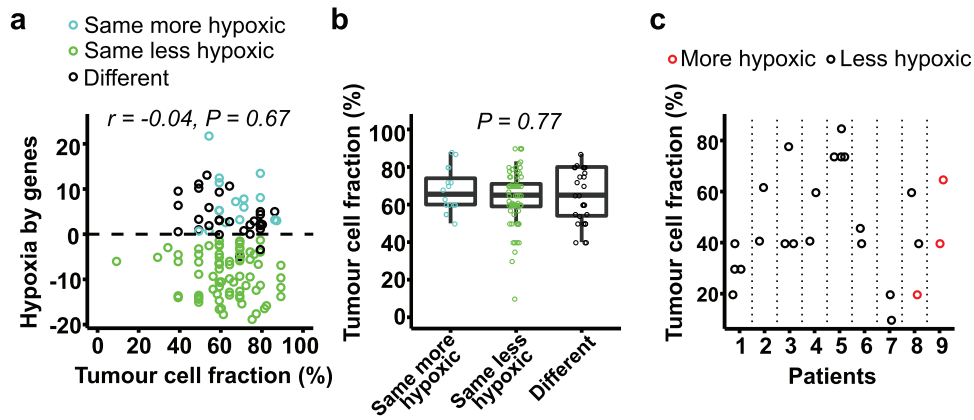 a
Same more hypoxic
Same less hypoxic
Different
r = -0.04, P = 0.67
Hypoxia by genes
20
10
0
-10
-20
0 20 40 60 80 100
Tumour cell fraction (%)
b
P = 0.77
Tumour cell fraction (%)
100
80
60
40
20
0
Same more
hypoxic
Same less
hypoxic
Different
c
More hypoxic Less hypoxic
Tumour cell fraction (%)
80
60
40
20
1 2 3 4 5 6 7 8 9
Patients